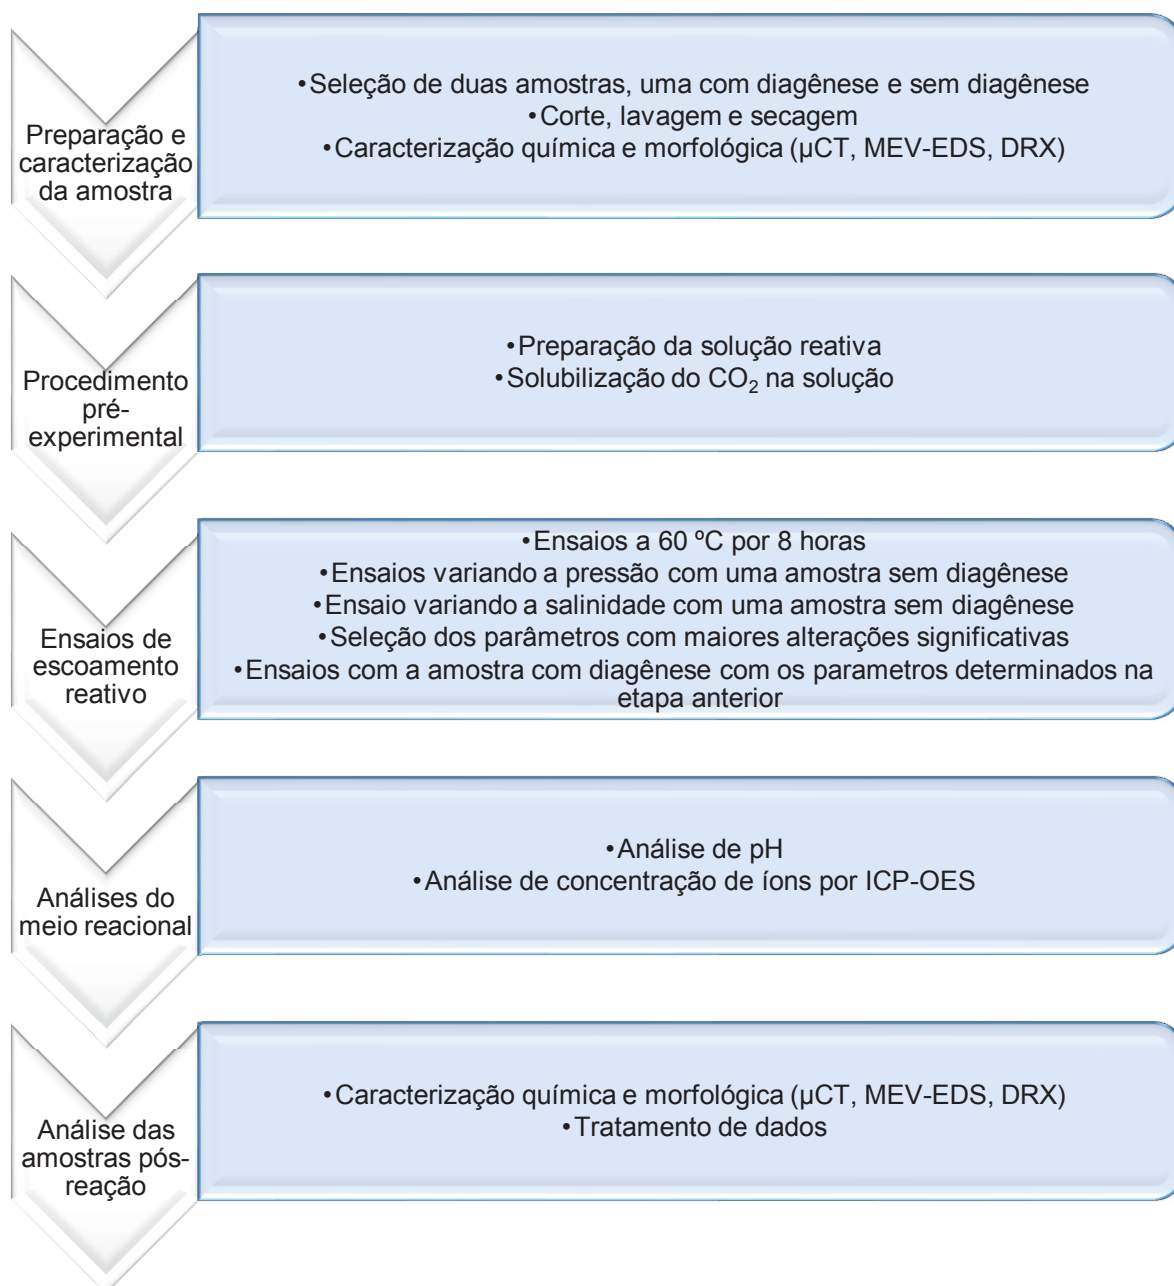 Preparação e
caracterização
da amostra
•Seleção de duas amostras, uma com diagênese e sem diagênese
•Corte, lavagem e secagem
•Caracterização química e morfológica (µCT, MEV-EDS, DRX)
Procedimento
pré-
experimental
•Preparação da solução reativa
•Solubilização do CO₂ na solução
Ensaios de
escoamento
reativo
•Ensaios a 60 ºC por 8 horas
•Ensaios variando a pressão com uma amostra sem diagênese
•Ensaio variando a salinidade com uma amostra sem diagênese
•Seleção dos parâmetros com maiores alterações significativas
•Ensaios com a amostra com diagênese com os parametros determinados na
etapa anterior
Análises do
meio reacional
•Análise de pH
•Análise de concentração de íons por ICP-OES
Análise das
amostras pós-
reação
•Caracterização química e morfológica (µCT, MEV-EDS, DRX)
•Tratamento de dados